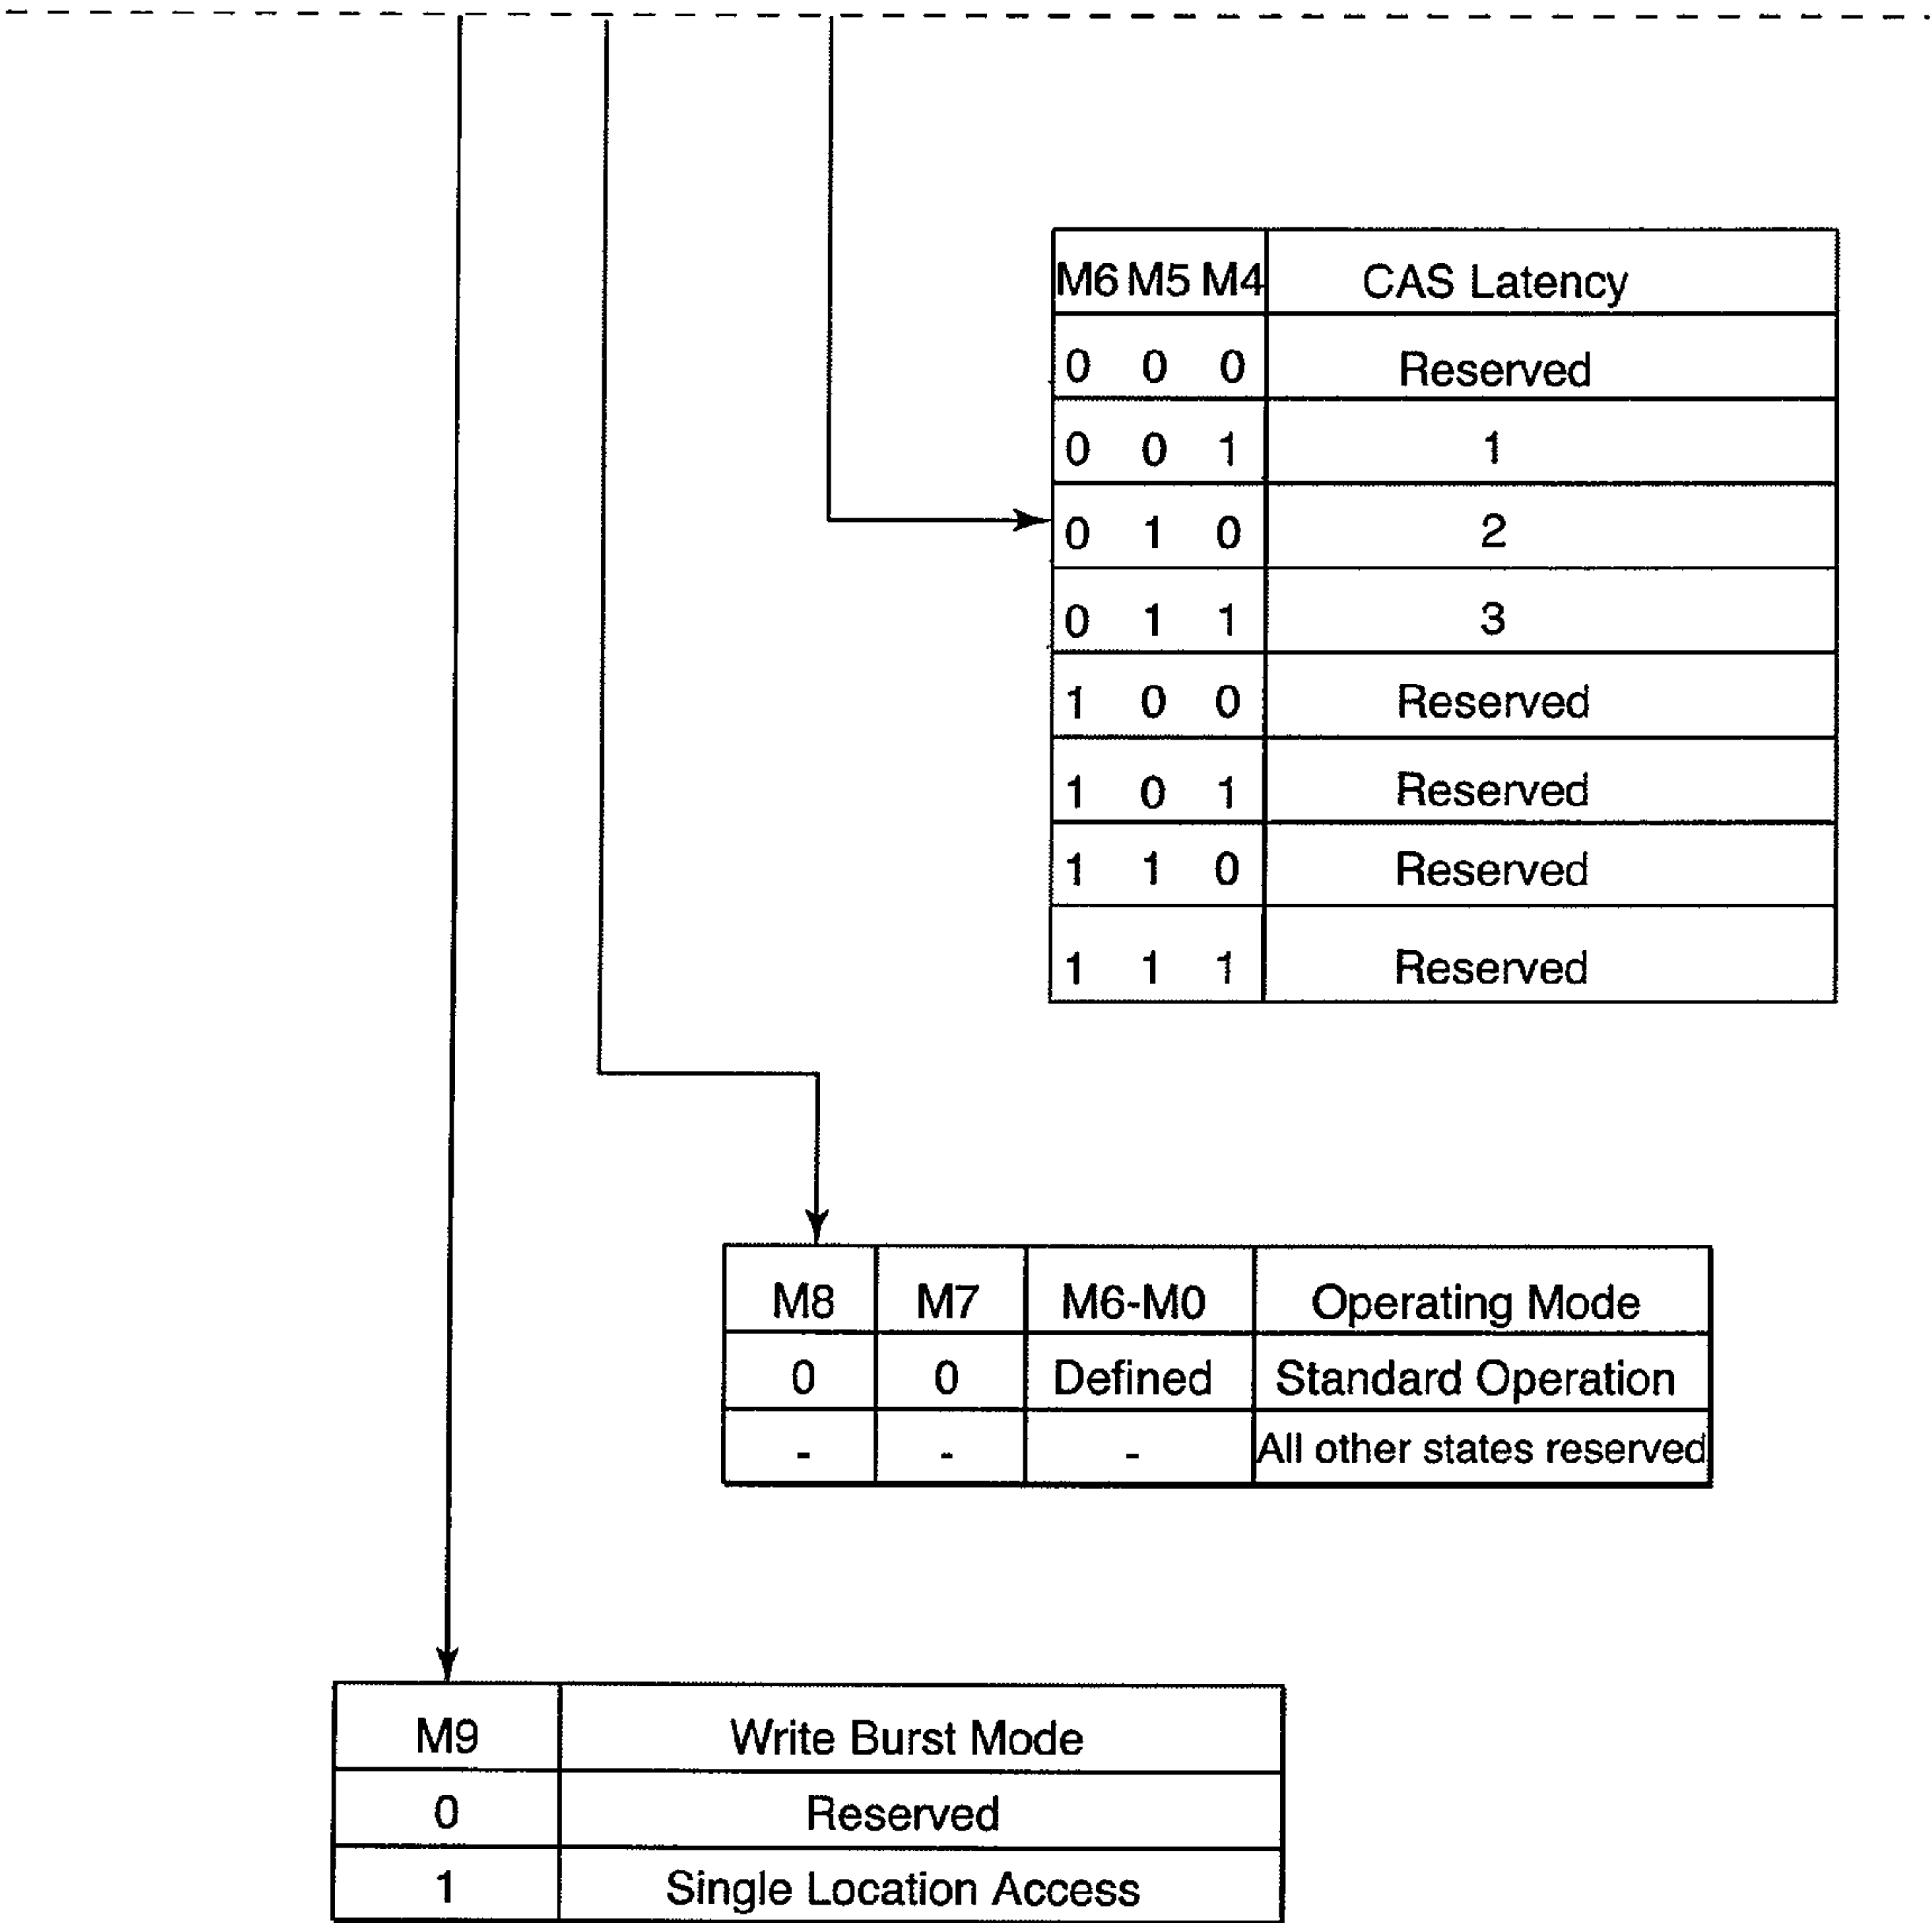 M6 M5 M4 CAS Latency
0 0 0 Reserved
0 0 1 1
0 1 0 2
0 1 1 3
1 0 0 Reserved
1 0 1 Reserved
1 1 0 Reserved
1 1 1 Reserved
M8 M7 M6-M0 Operating Mode
0 0 Defined Standard Operation
- - - All other states reserved
M9 Write Burst Mode
0 Reserved
1 Single Location Access